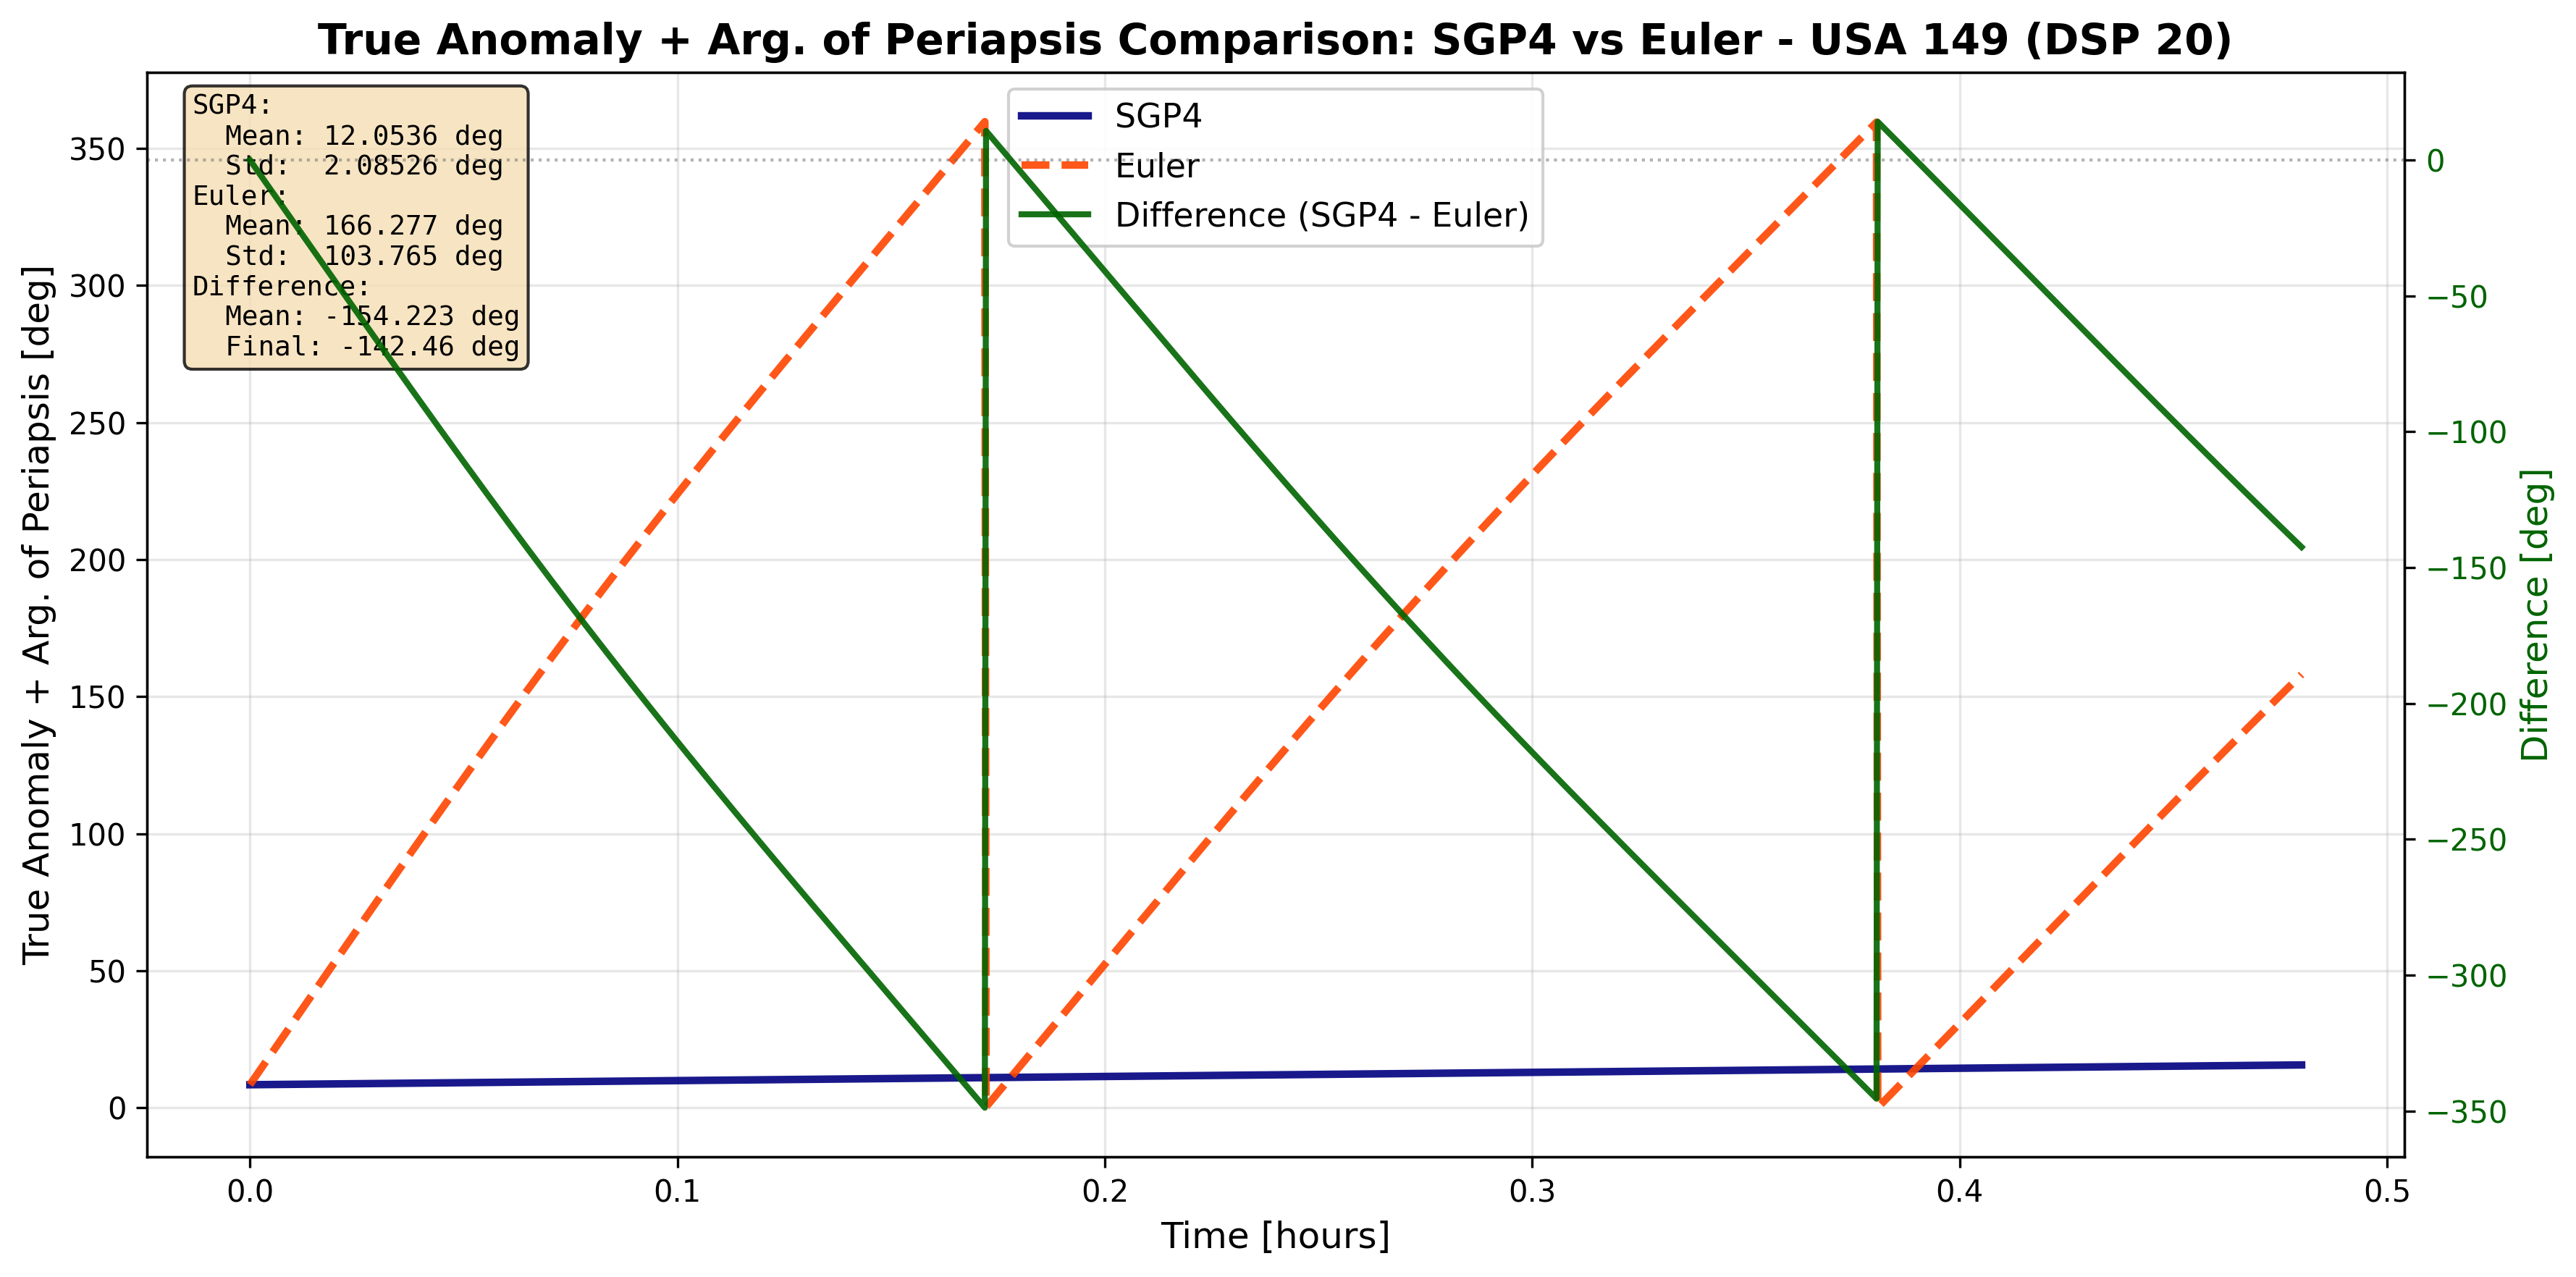 True Anomaly + Arg. of Periapsis Comparison: SGP4 vs Euler - USA 149 (DSP 20)
SGP4:
Mean: 12.0536 deg
Std: 2.08526 deg
Euler:
Mean: 166.277 deg
Std: 103.765 deg
Difference:
Mean: -154.223 deg
Final: -142.46 deg
SGP4
Euler
Difference (SGP4 - Euler)
True Anomaly + Arg. of Periapsis [deg]
350
300
250
200
150
100
50
0
0
−50
−100
−150
−200
−250
−300
−350
Difference [deg]
0.0
0.1
0.2
0.3
0.4
0.5
Time [hours]